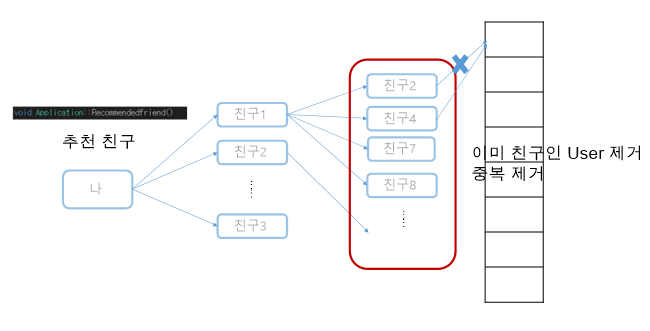 void Application::Recommendedfriend()
추천 친구
나
친구1
친구2
친구3
친구2
친구4
친구7
친구8
이미 친구인 User 제거
중복 제거